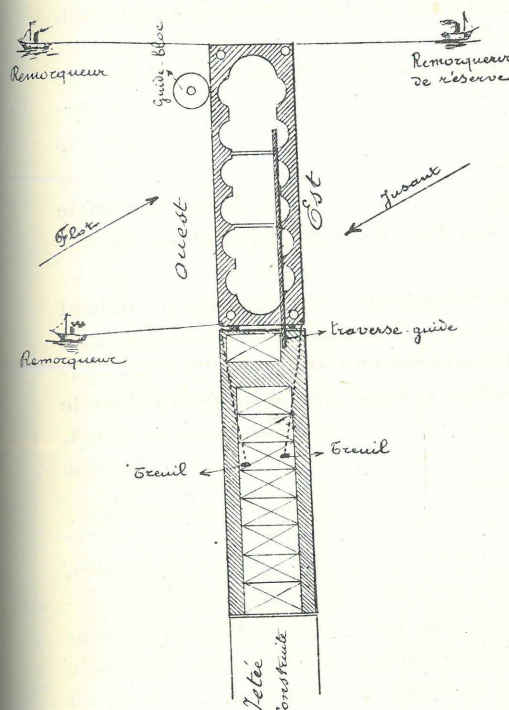 Remorqueur
Guide-bloc
Remorqueur
de réserve
Flot
Ouest
Est
Jusant
Remorqueur
traverse-guide
Treuil
Treuil
Jetée
Construite